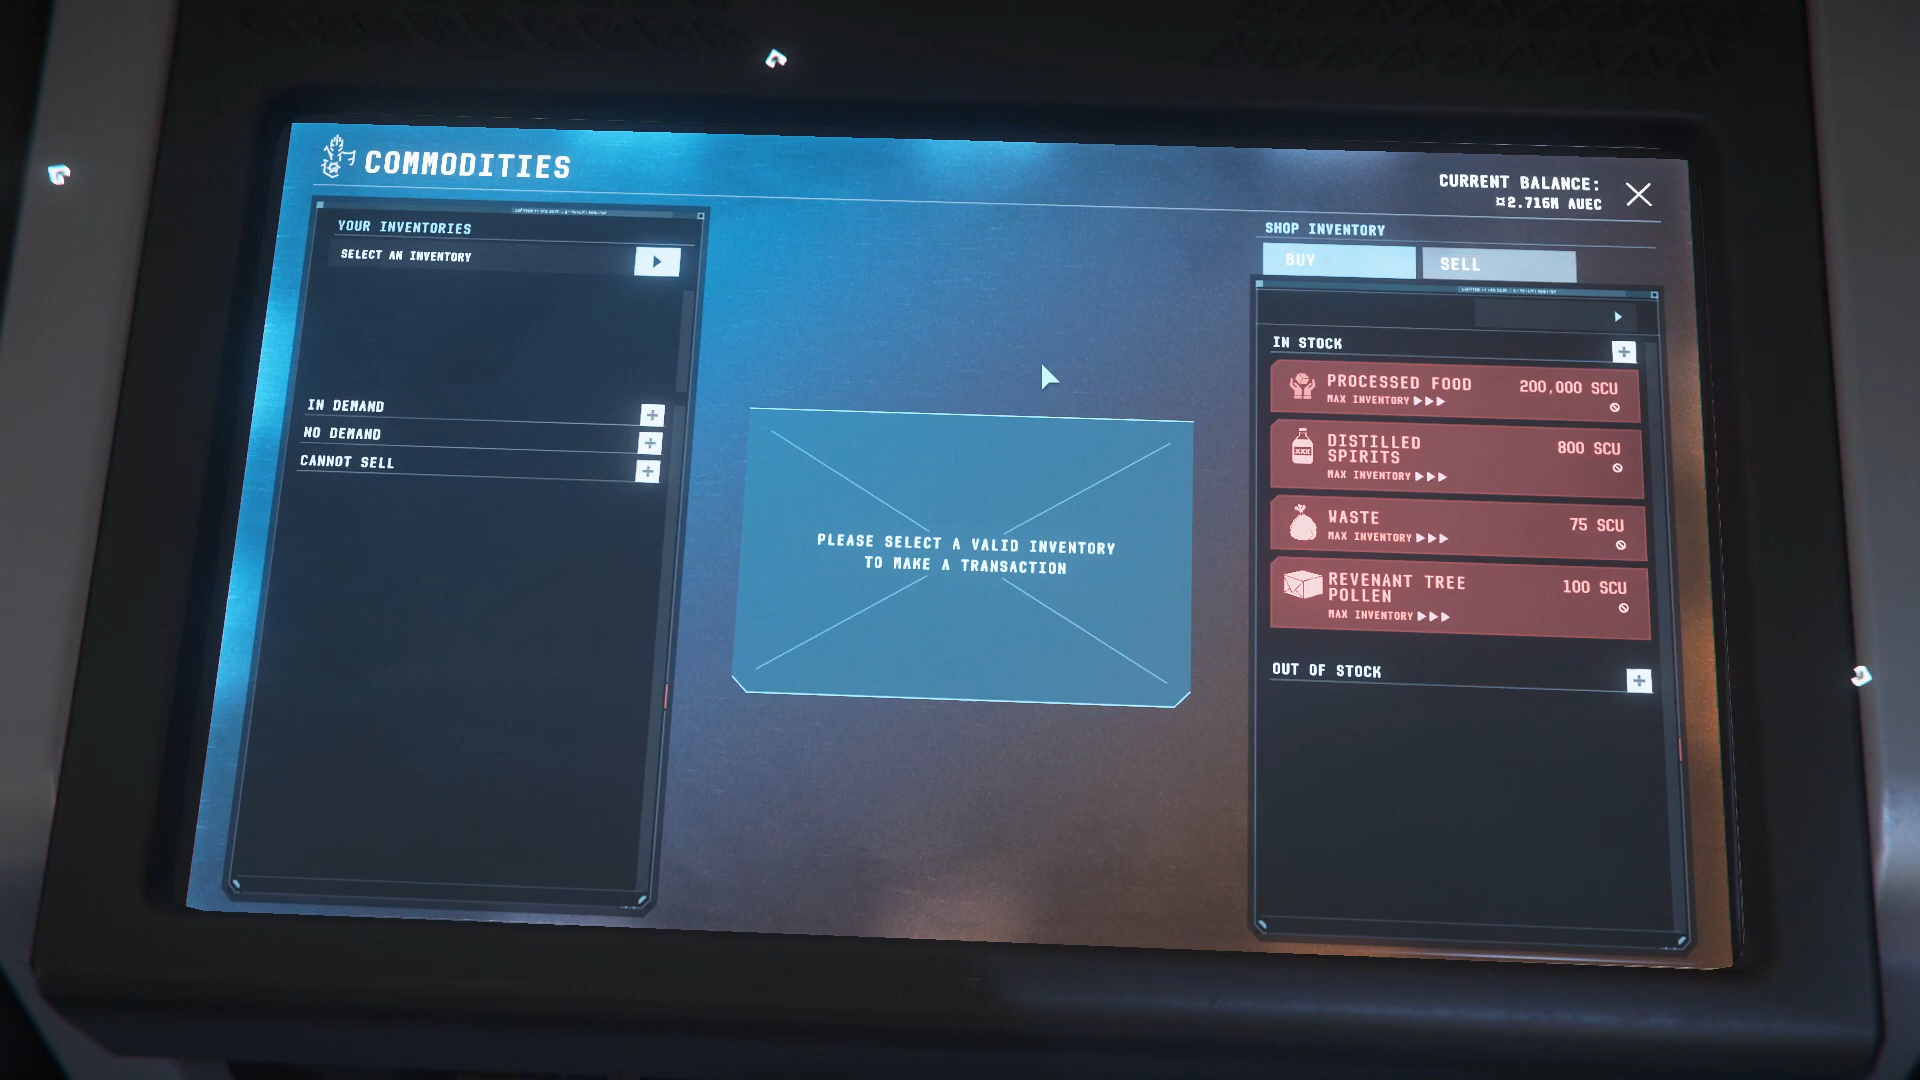 COMMODITIES
CURRENT BALANCE:
¤2.716M AUEC
YOUR INVENTORIES
SELECT AN INVENTORY
IN DEMAND
NO DEMAND
CANNOT SELL
PLEASE SELECT A VALID INVENTORY
TO MAKE A TRANSACTION
SHOP INVENTORY
BUY
SELL
IN STOCK
PROCESSED FOOD
200,000 SCU
MAX INVENTORY
DISTILLED
SPIRITS
800 SCU
MAX INVENTORY
XXX
WASTE
75 SCU
MAX INVENTORY
REVENANT TREE
POLLEN
100 SCU
MAX INVENTORY
OUT OF STOCK